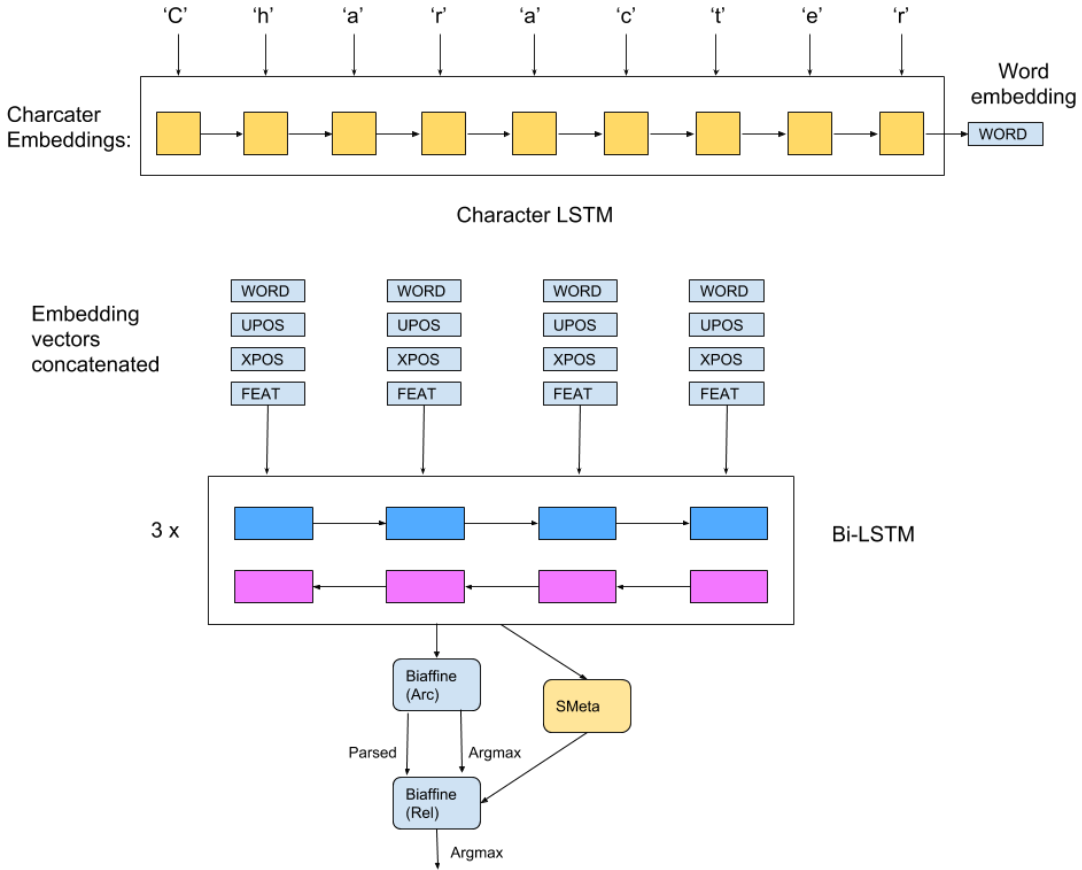 ‘C’ ‘h’ ‘a’ ‘r’ ‘a’ ‘c’ ‘t’ ‘e’ ‘r’
Charcater
Embeddings:
Word
embedding
WORD
Character LSTM
Embedding
vectors
concatenated
WORD WORD WORD WORD
UPOS UPOS UPOS UPOS
XPOS XPOS XPOS XPOS
FEAT FEAT FEAT FEAT
3 x
Bi-LSTM
Biaffine
(Arc)
SMeta
Parsed
Argmax
Biaffine
(Rel)
Argmax